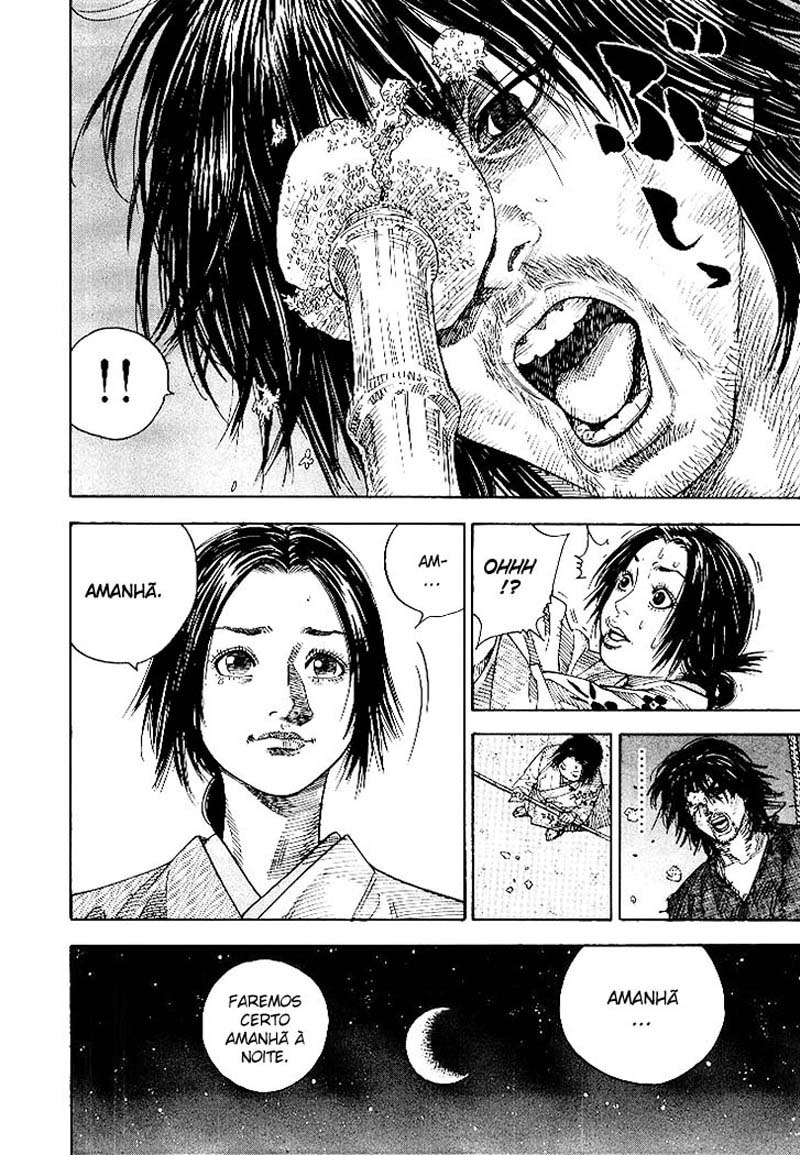 !!
OHHH
!?
AM-
...
AMANHÃ.
AMANHÃ
...
FAREMOS
CERTO
AMANHÃ À
NOITE.